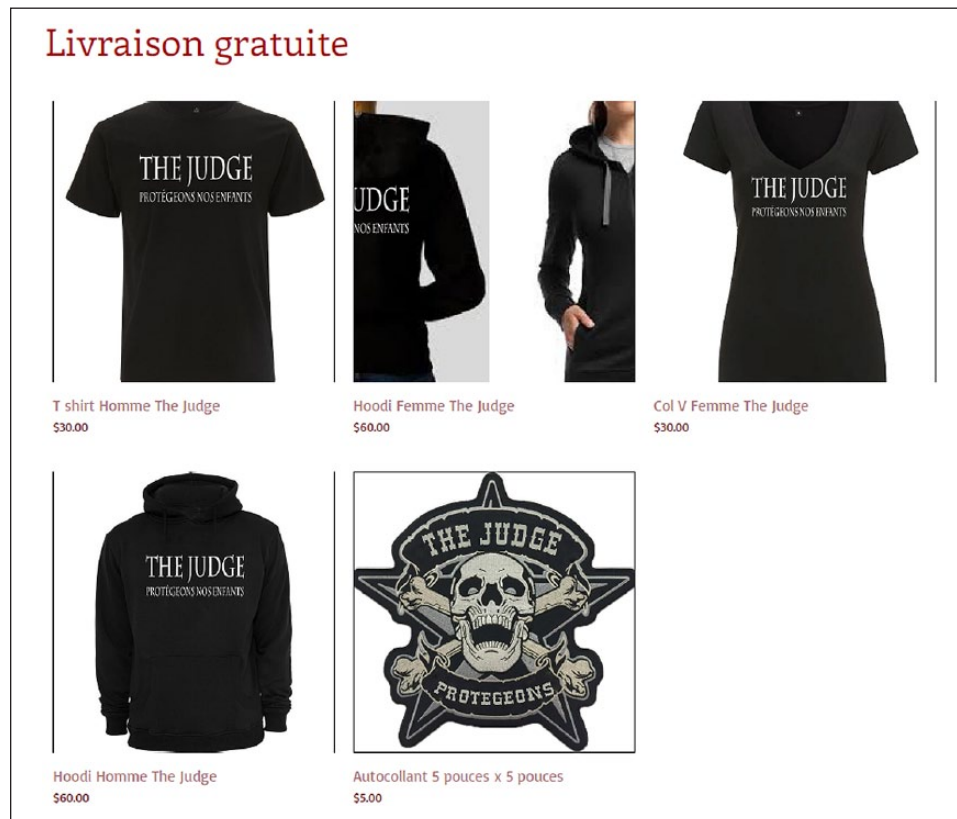 Livraison gratuite
THE JUDGE
PROTÉGEONS NOS ENFANTS
UDGE
NOS ENFANTS
THE JUDGE
PROTÉGEONS NOS ENFANTS
T shirt Homme The Judge
$30.00
Hoodi Femme The Judge
$60.00
Col V Femme The Judge
$30.00
THE JUDGE
PROTÉGEONS NOS ENFANTS
THE JUDGE
PROTEGEONS
Hoodi Homme The Judge
$60.00
Autocollant 5 pouces x 5 pouces
$5.00